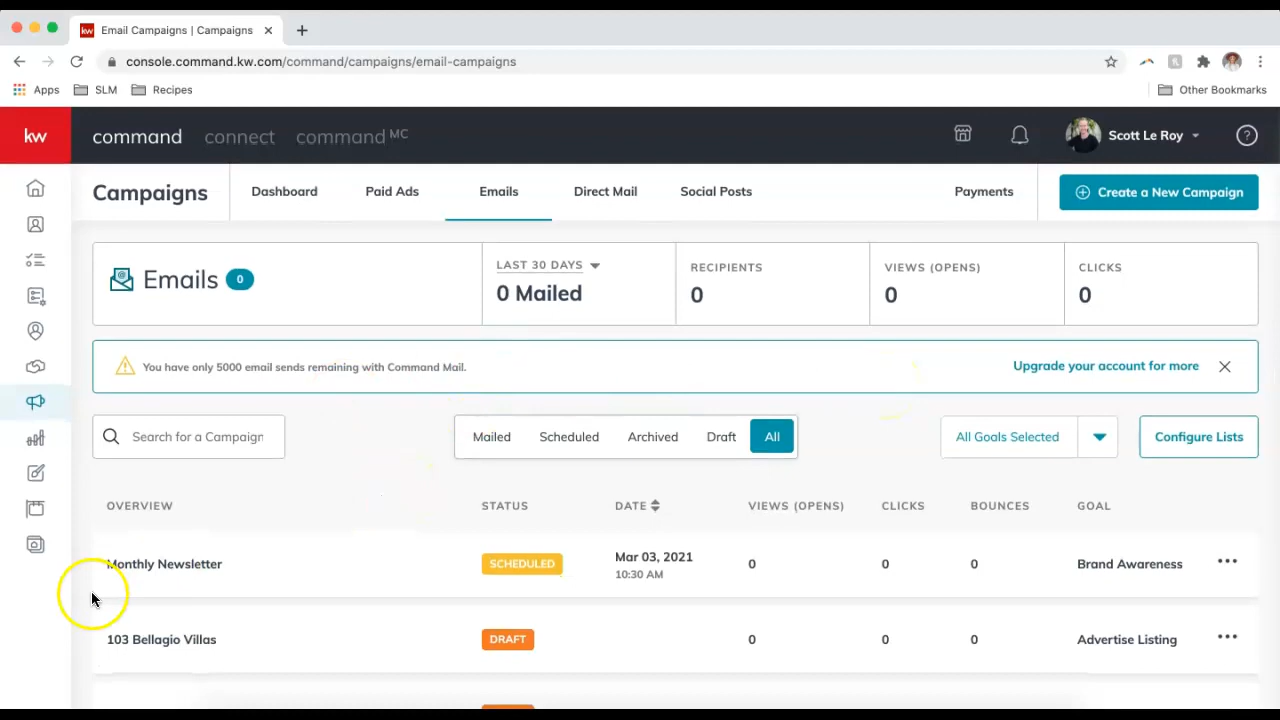 kw Email Campaigns | Campaigns
console.command.kw.com/command/campaigns/email-campaigns
Apps SLM Recipes Other Bookmarks
kw command connect command MC Scott Le Roy ?
Campaigns Dashboard Paid Ads Emails Direct Mail Social Posts Payments Create a New Campaign
Emails 0
LAST 30 DAYS
0 Mailed
RECIPIENTS
0
VIEWS (OPENS)
0
CLICKS
0
You have only 5000 email sends remaining with Command Mail. Upgrade your account for more
Search for a Campaign Mailed Scheduled Archived Draft All All Goals Selected Configure Lists
OVERVIEW STATUS DATE VIEWS (OPENS) CLICKS BOUNCES GOAL
Monthly Newsletter SCHEDULED Mar 03, 2021 0 0 0 Brand Awareness
10:30 AM
103 Bellagio Villas DRAFT 0 0 0 Advertise Listing